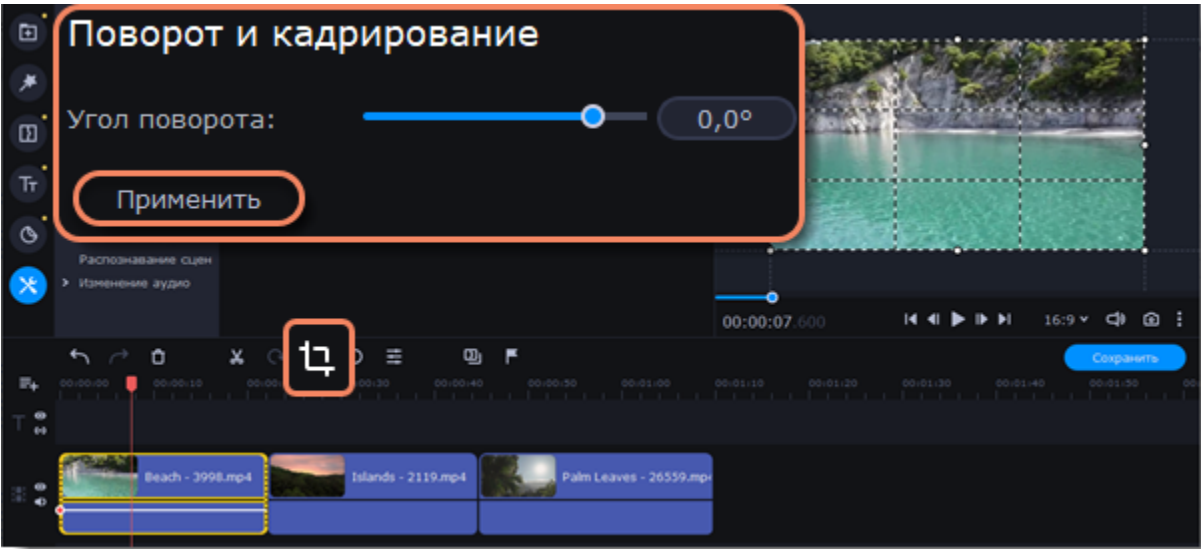 Поворот и кадрирование
Угол поворота:
0,0°
Применить
Tт
Распознавание сцен
Изменение аудио
00:00:07.600
16:9
Сохранить
00:00:00
00:00:10
00:00:30
00:00:40
00:00:50
00:01:00
00:01:10
00:01:20
00:01:30
00:01:40
00:01:50
T
Beach - 3998.mp4
Islands - 2119.mp4
Palm Leaves - 26559.mp